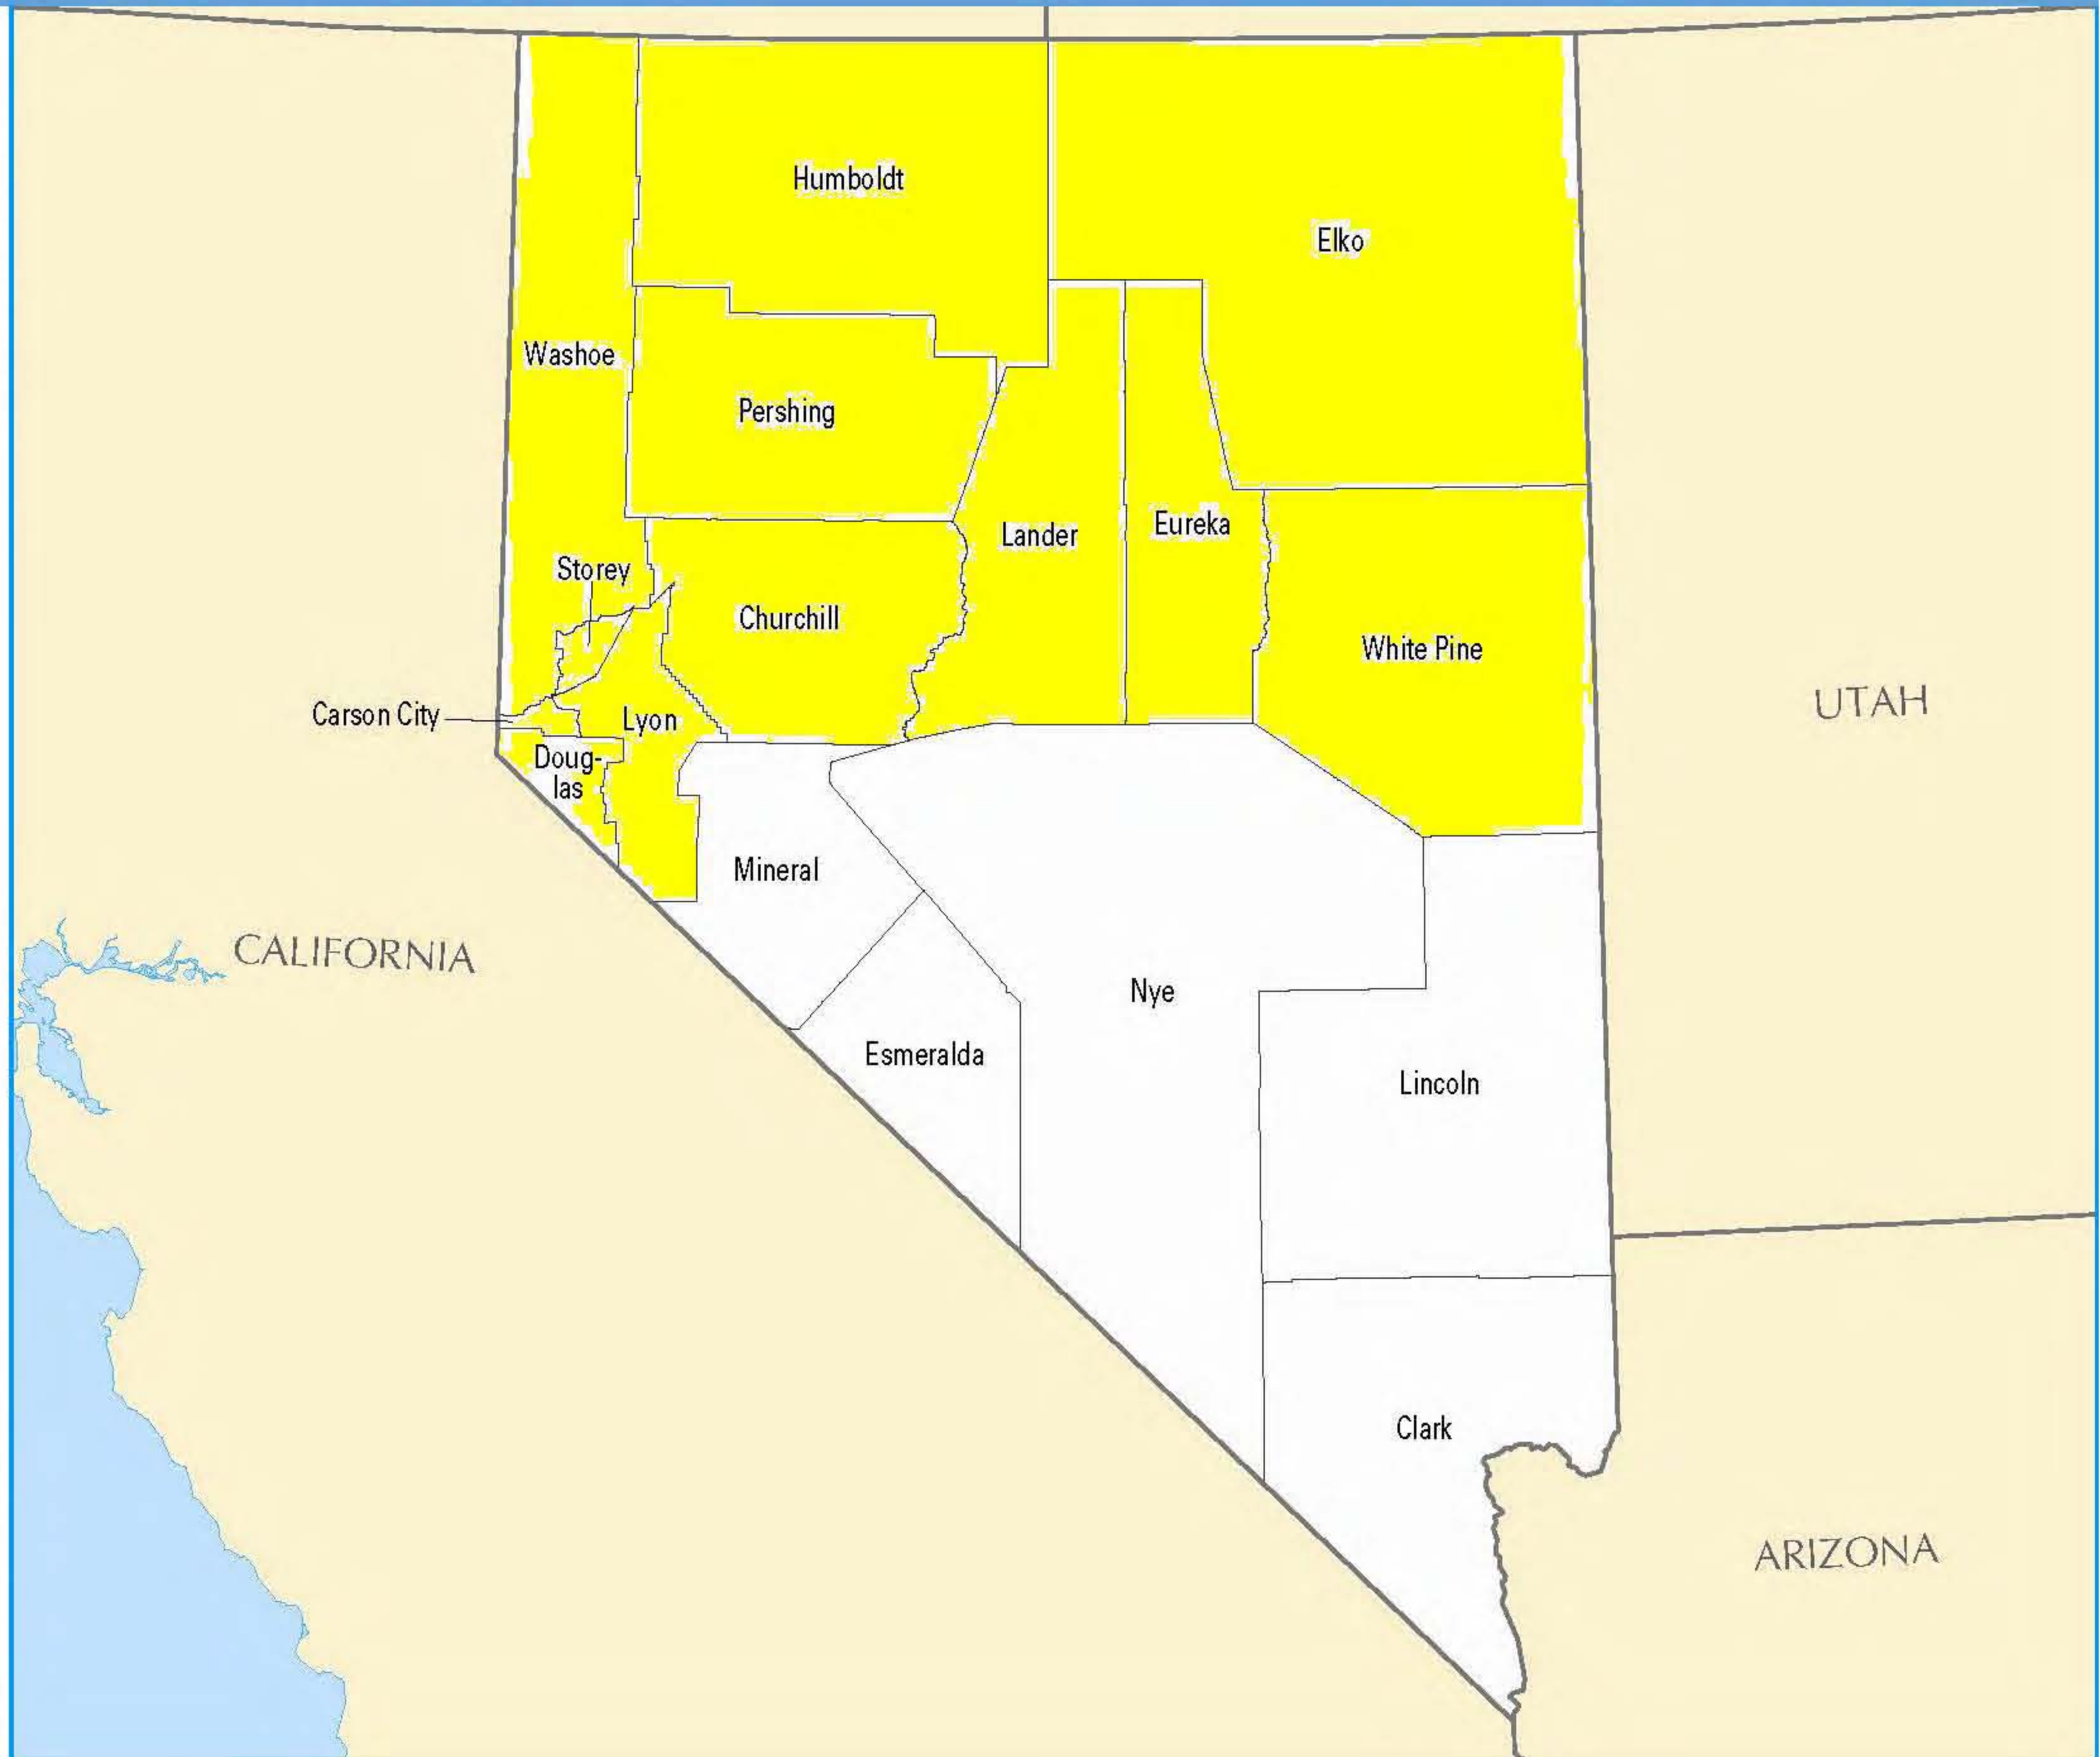 Humboldt
Elko
Washoe
Pershing
Lander
Eureka
Storey
Churchill
White Pine
Carson City
Lyon
UTAH
Doug-
las
Mineral
CALIFORNIA
Nye
Esmeralda
Lincoln
Clark
ARIZONA